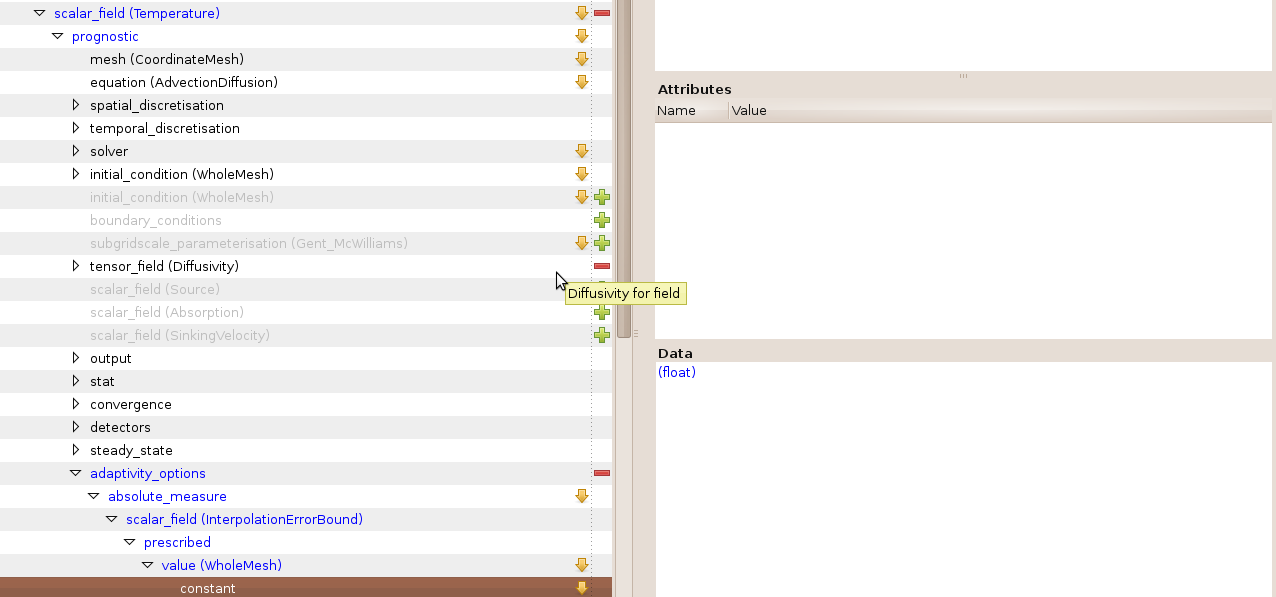 scalar_field (Temperature)
prognostic
mesh (CoordinateMesh)
equation (AdvectionDiffusion)
spatial_discretisation
temporal_discretisation
solver
initial_condition (WholeMesh)
initial_condition (WholeMesh)
boundary_conditions
subgridscale_parameterisation (Gent_McWilliams)
tensor_field (Diffusivity)
scalar_field (Source)
scalar_field (Absorption)
scalar_field (SinkingVelocity)
output
stat
convergence
detectors
steady_state
adaptivity_options
absolute_measure
scalar_field (InterpolationErrorBound)
prescribed
value (WholeMesh)
constant
Diffusivity for field
Attributes
Name Value
Data
(float)